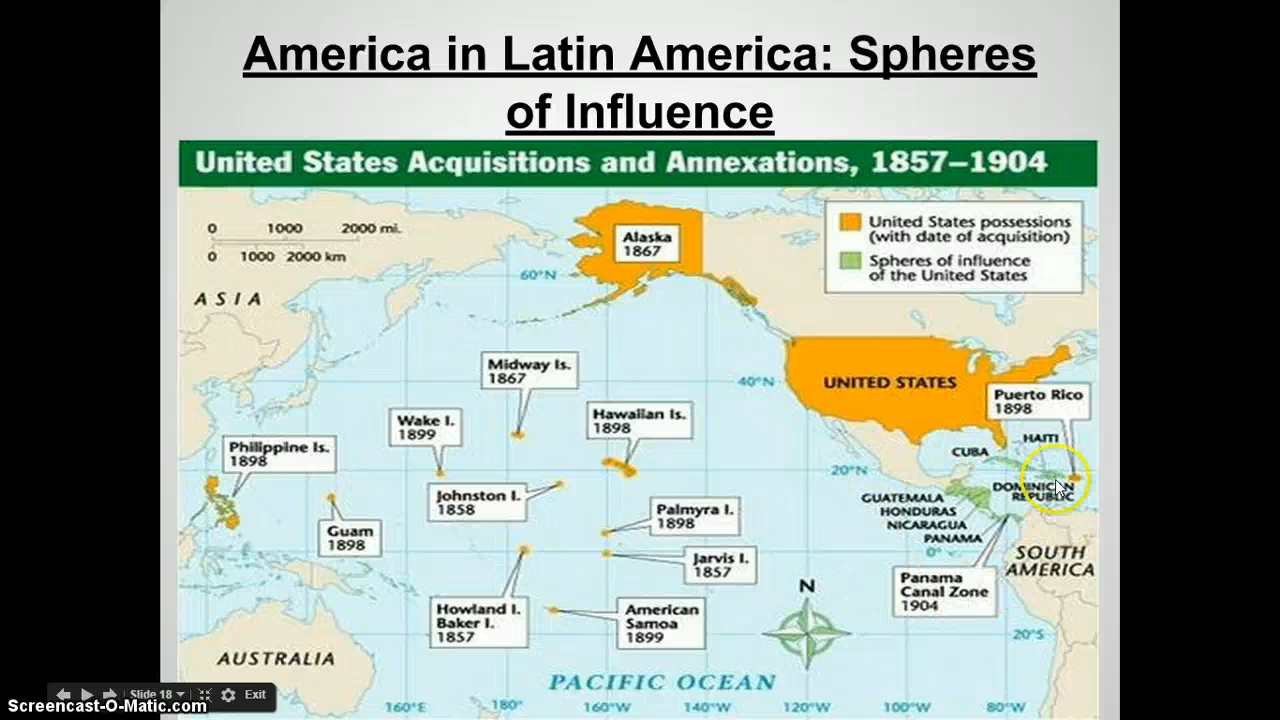 America in Latin America: Spheres
of Influence
United States Acquisitions and Annexations, 1857–1904
0 1000 2000 mi.
0 1000 2000 km
ASIA
60°N
Alaska
1867
United States possessions
(with date of acquisition)
Spheres of influence
of the United States
Midway Is.
1867
40°N
UNITED STATES
Puerto Rico
1898
Wake I.
1899
Hawaiian Is.
1898
Philippine Is.
1898
HAITI
CUBA
20°N
DOMINICAN
REPUBLIC
Johnston I.
1858
GUATEMALA
HONDURAS
NICARAGUA
PANAMA
Palmyra I.
1898
Guam
1898
0°
SOUTH
AMERICA
Jarvis I.
1857
Panama
Canal Zone
1904
N
Howland I.
Baker I.
1857
American
Samoa
1899
20°S
AUSTRALIA
PACIFIC OCEAN
Slide 18 Exit
160°E 180° 160°W 140°W 120°W 100°W 80°W
Screencast-O-Matic.com